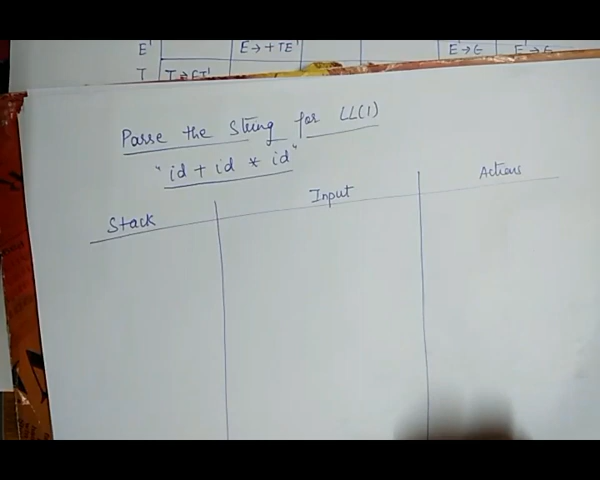 E' E → + TE' E' → ε E' → ε
T T → FT'
Parse the String for LL(1)
"id + id * id"
Stack Input Actions